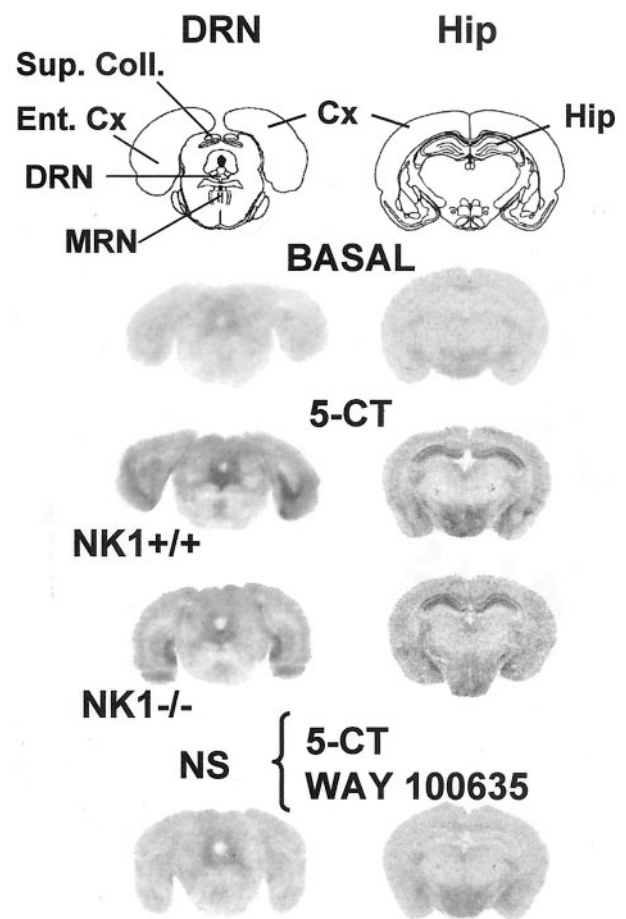 DRN Hip
Sup. Coll.
Ent. Cx Cx Hip
DRN
MRN
BASAL
5-CT
NK1+/+
NK1-/-
NS { 5-CT
WAY 100635